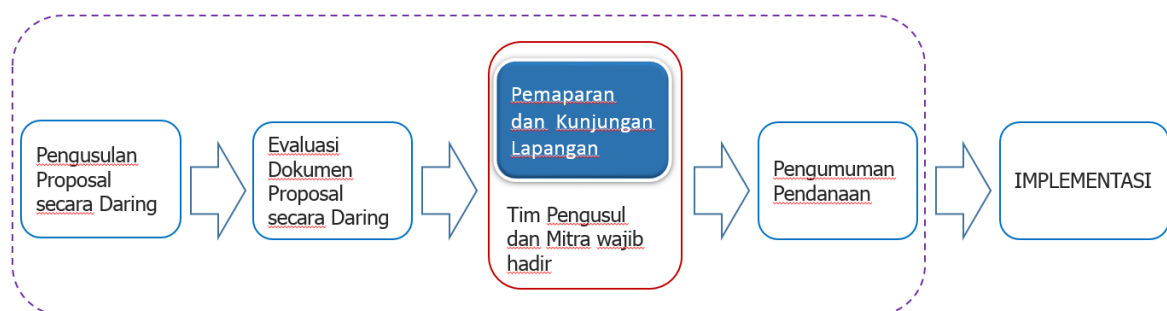 Pengusulan
Proposal
secara Daring
Evaluasi
Dokumen
Proposal
secara Daring
Pemaparan
dan Kunjungan
Lapangan
Tim Pengusul
dan Mitra wajib
hadir
Pengumuman
Pendanaan
IMPLEMENTASI